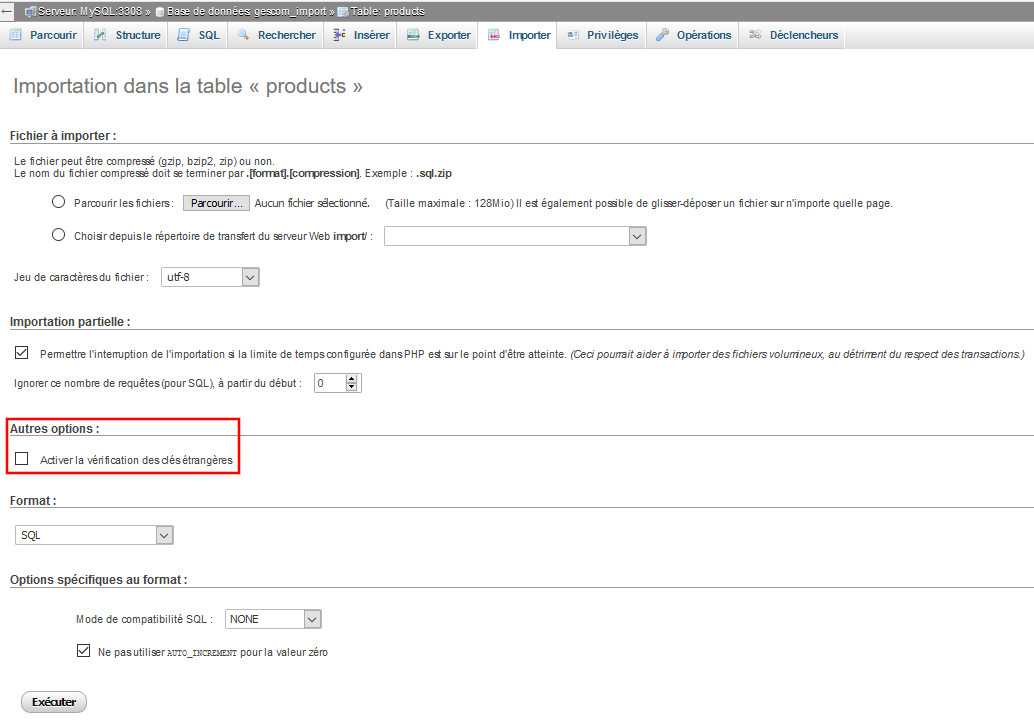 Serveur: MySQL:3308 » Base de données: gescom_import » Table: products
Parcourir Structure SQL Rechercher Insérer Exporter Importer Privilèges Opérations Déclencheurs
Importation dans la table « products »
Fichier à importer :
Le fichier peut être compressé (gzip, bzip2, zip) ou non.
Le nom du fichier compressé doit se terminer par .[format].[compression]. Exemple : .sql.zip
Parcourir les fichiers : Parcourir... Aucun fichier sélectionné. (Taille maximale : 128Mio) Il est également possible de glisser-déposer un fichier sur n'importe quelle page.
Choisir depuis le répertoire de transfert du serveur Web import/ :
Jeu de caractères du fichier : utf-8
Importation partielle :
Permettre l'interruption de l'importation si la limite de temps configurée dans PHP est sur le point d'être atteinte. (Ceci pourrait aider à importer des fichiers volumineux, au détriment du respect des transactions.)
Ignorer ce nombre de requêtes (pour SQL), à partir du début : 0
Autres options :
Activer la vérification des clés étrangères
Format :
SQL
Options spécifiques au format :
Mode de compatibilité SQL : NONE
Ne pas utiliser AUTO_INCREMENT pour la valeur zéro
Exécuter